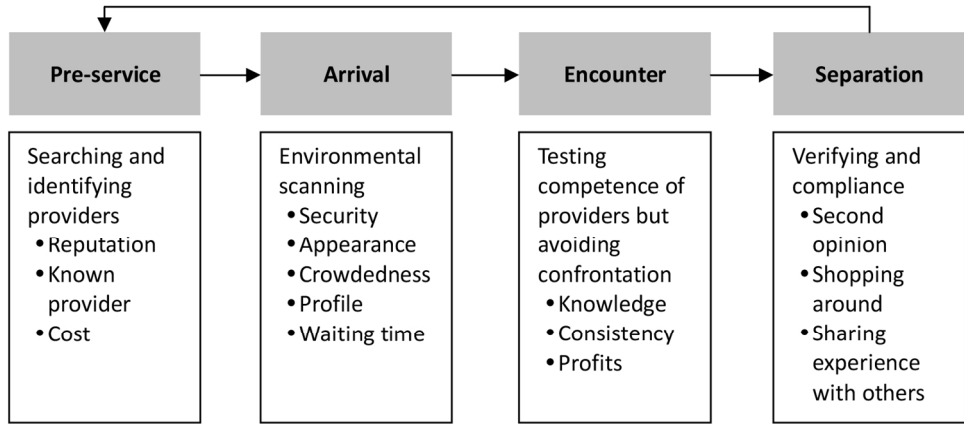 Pre-service
Arrival
Encounter
Separation
Searching and
identifying
providers
• Reputation
• Known
provider
• Cost
Environmental
scanning
• Security
• Appearance
• Crowdedness
• Profile
• Waiting time
Testing
competence of
providers but
avoiding
confrontation
• Knowledge
• Consistency
• Profits
Verifying and
compliance
• Second
opinion
• Shopping
around
• Sharing
experience
with others